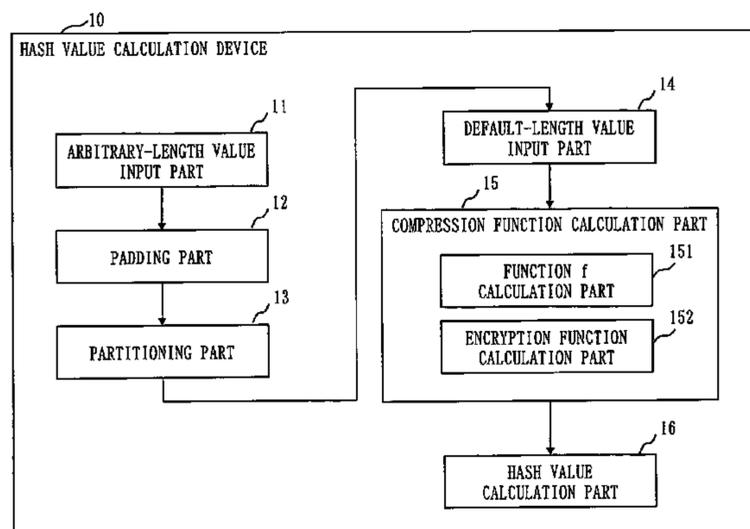 10
HASH VALUE CALCULATION DEVICE
11
ARBITRARY-LENGTH VALUE
INPUT PART
12
PADDING PART
13
PARTITIONING PART
14
DEFAULT-LENGTH VALUE
INPUT PART
15
COMPRESSION FUNCTION CALCULATION PART
151
FUNCTION f
CALCULATION PART
152
ENCRYPTION FUNCTION
CALCULATION PART
16
HASH VALUE
CALCULATION PART